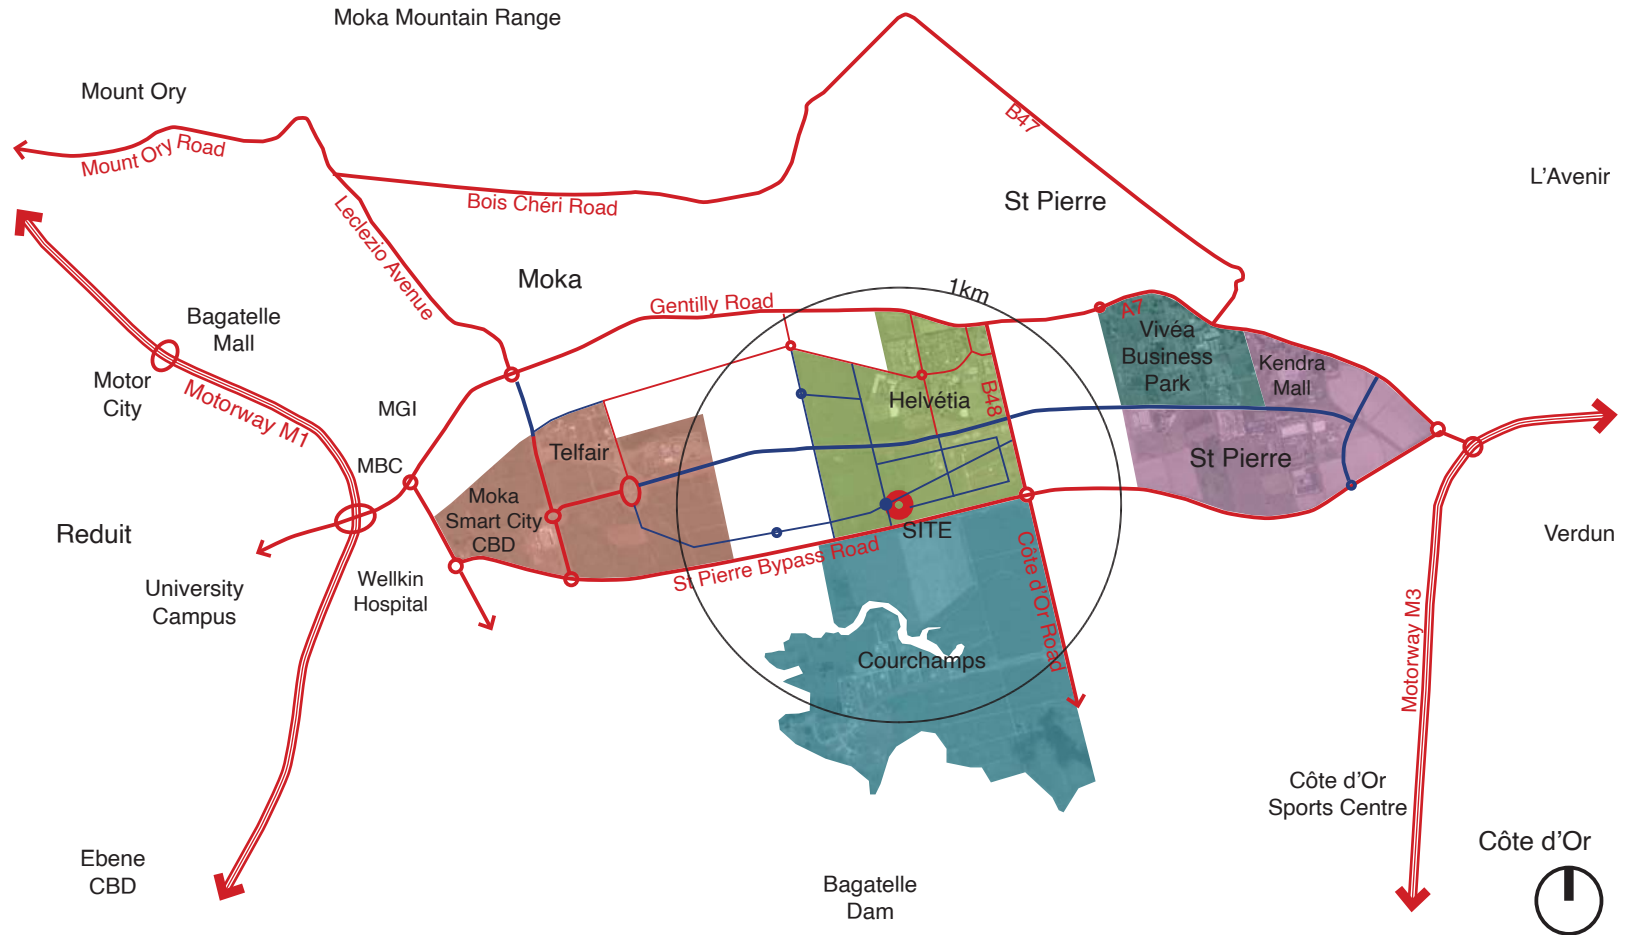 Moka Mountain Range
Mount Ory
Mount Ory Road
B47
L'Avenir
Bois Chéri Road
St Pierre
Leclezio Avenue
Moka
1km
Gentilly Road
A7
Bagatelle
Mall
Vivéa
Business
Park
Kendra
Mall
Motor
City
Motorway M1
MGI
Helvétia
B48
Telfair
St Pierre
MBC
Moka
Smart City
CBD
Reduit
SITE
Verdun
St Pierre Bypass Road
Côte d'Or Road
University
Campus
Wellkin
Hospital
Motorway M3
Courchamps
Côte d'Or
Sports Centre
Côte d'Or
Ebene
CBD
Bagatelle
Dam